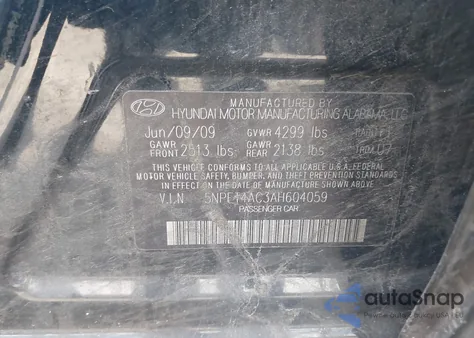 MANUFACTURED BY
HYUNDAI MOTOR MANUFACTURING ALABAMA, LLC
Jun/09/09 GVWR 4299 lbs PAINT
GAWR FRONT 2513 lbs GAWR REAR 2138 lbs TRIM
THIS VEHICLE CONFORMS TO ALL APPLICABLE U.S.A. FEDERAL
MOTOR VEHICLE SAFETY, BUMPER, AND THEFT PREVENTION STANDARDS
IN EFFECT ON THE DATE OF MANUFACTURE SHOWN ABOVE.
V.I.N 5NPET4AC3AH604059
PASSENGER CAR
autoSnap